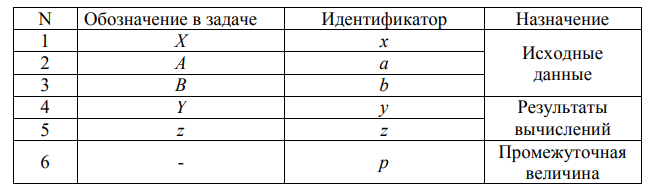 N Обозначение в задаче Идентификатор Назначение
1 X x Исходные данные
2 A a
3 B b
4 Y y Результаты вычислений
5 z z
6 - p Промежуточная величина